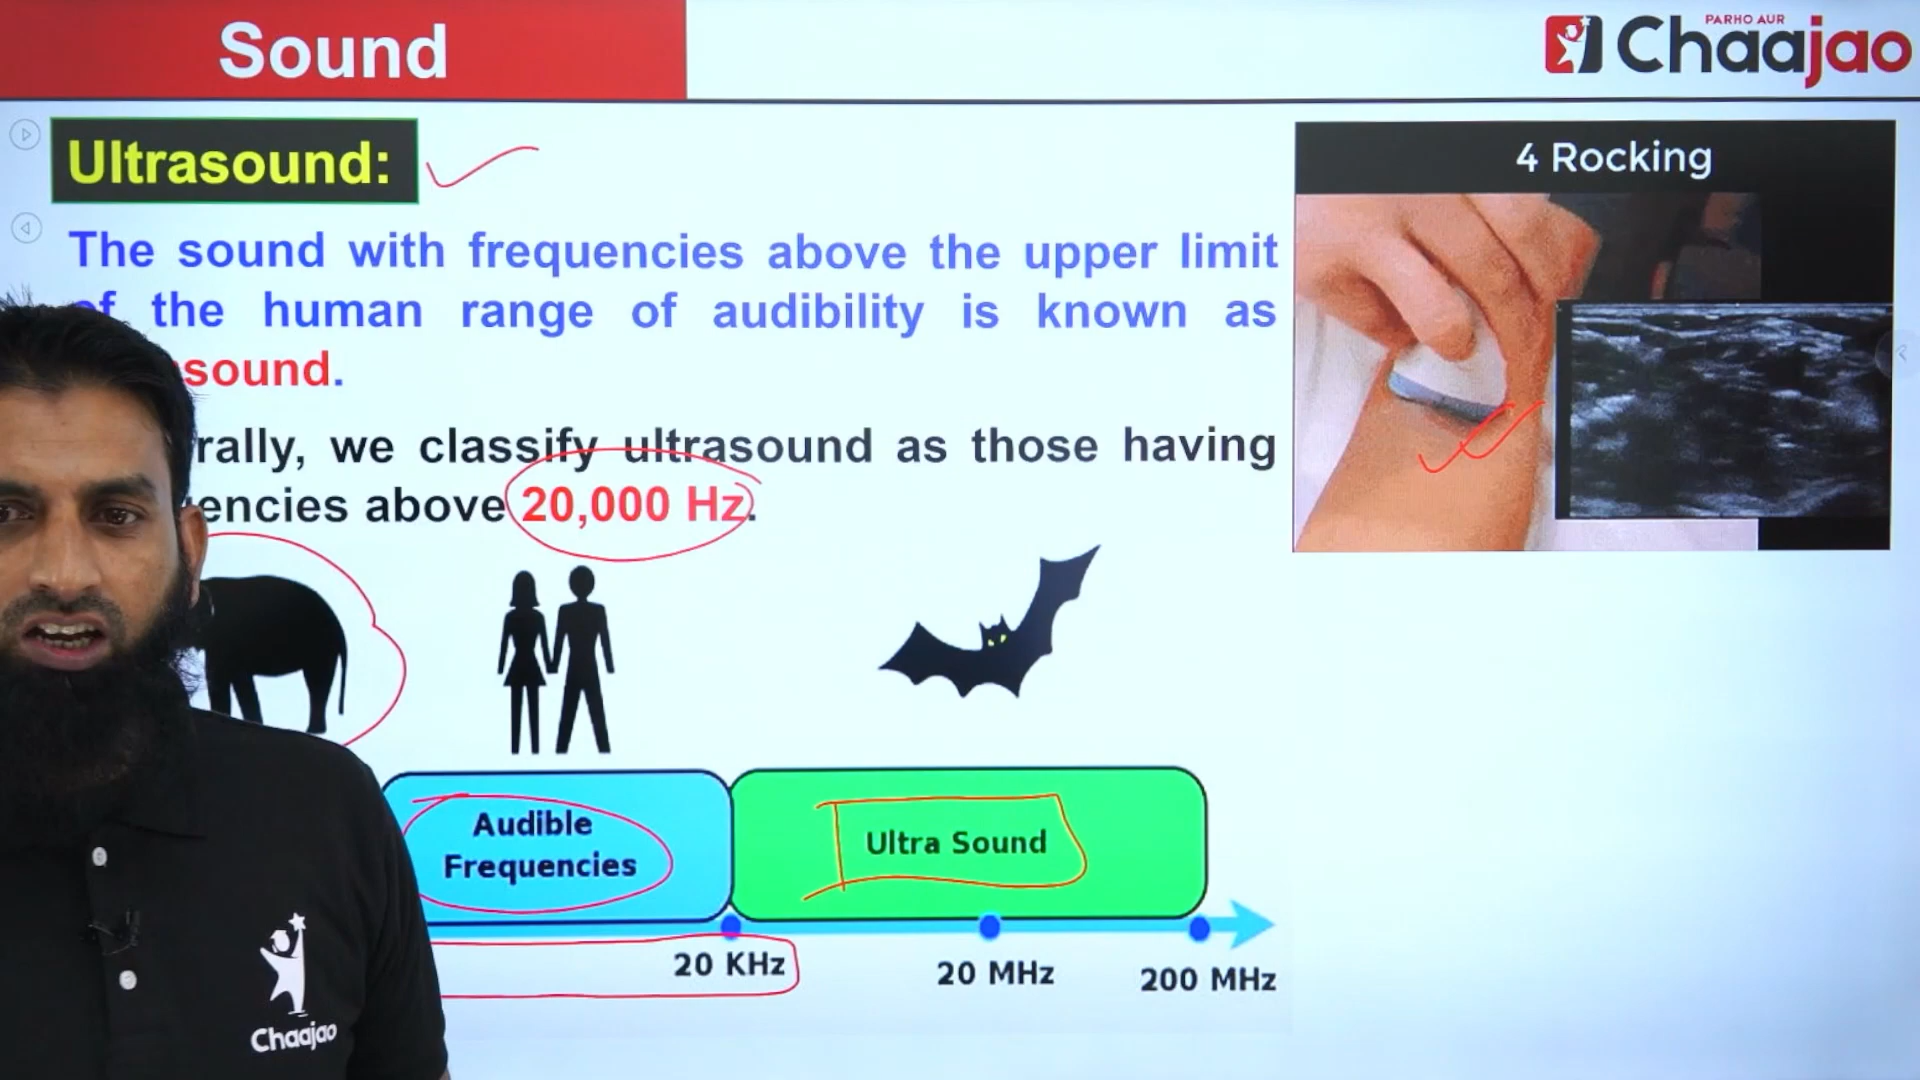 Sound
PARHO AUR
Chaajao
Ultrasound:
The sound with frequencies above the upper limit
of the human range of audibility is known as
sound.
rally, we classify ultrasound as those having
encies above 20,000 Hz.
4 Rocking
Audible
Frequencies
Ultra Sound
20 KHz
20 MHz
200 MHz
Chaajao